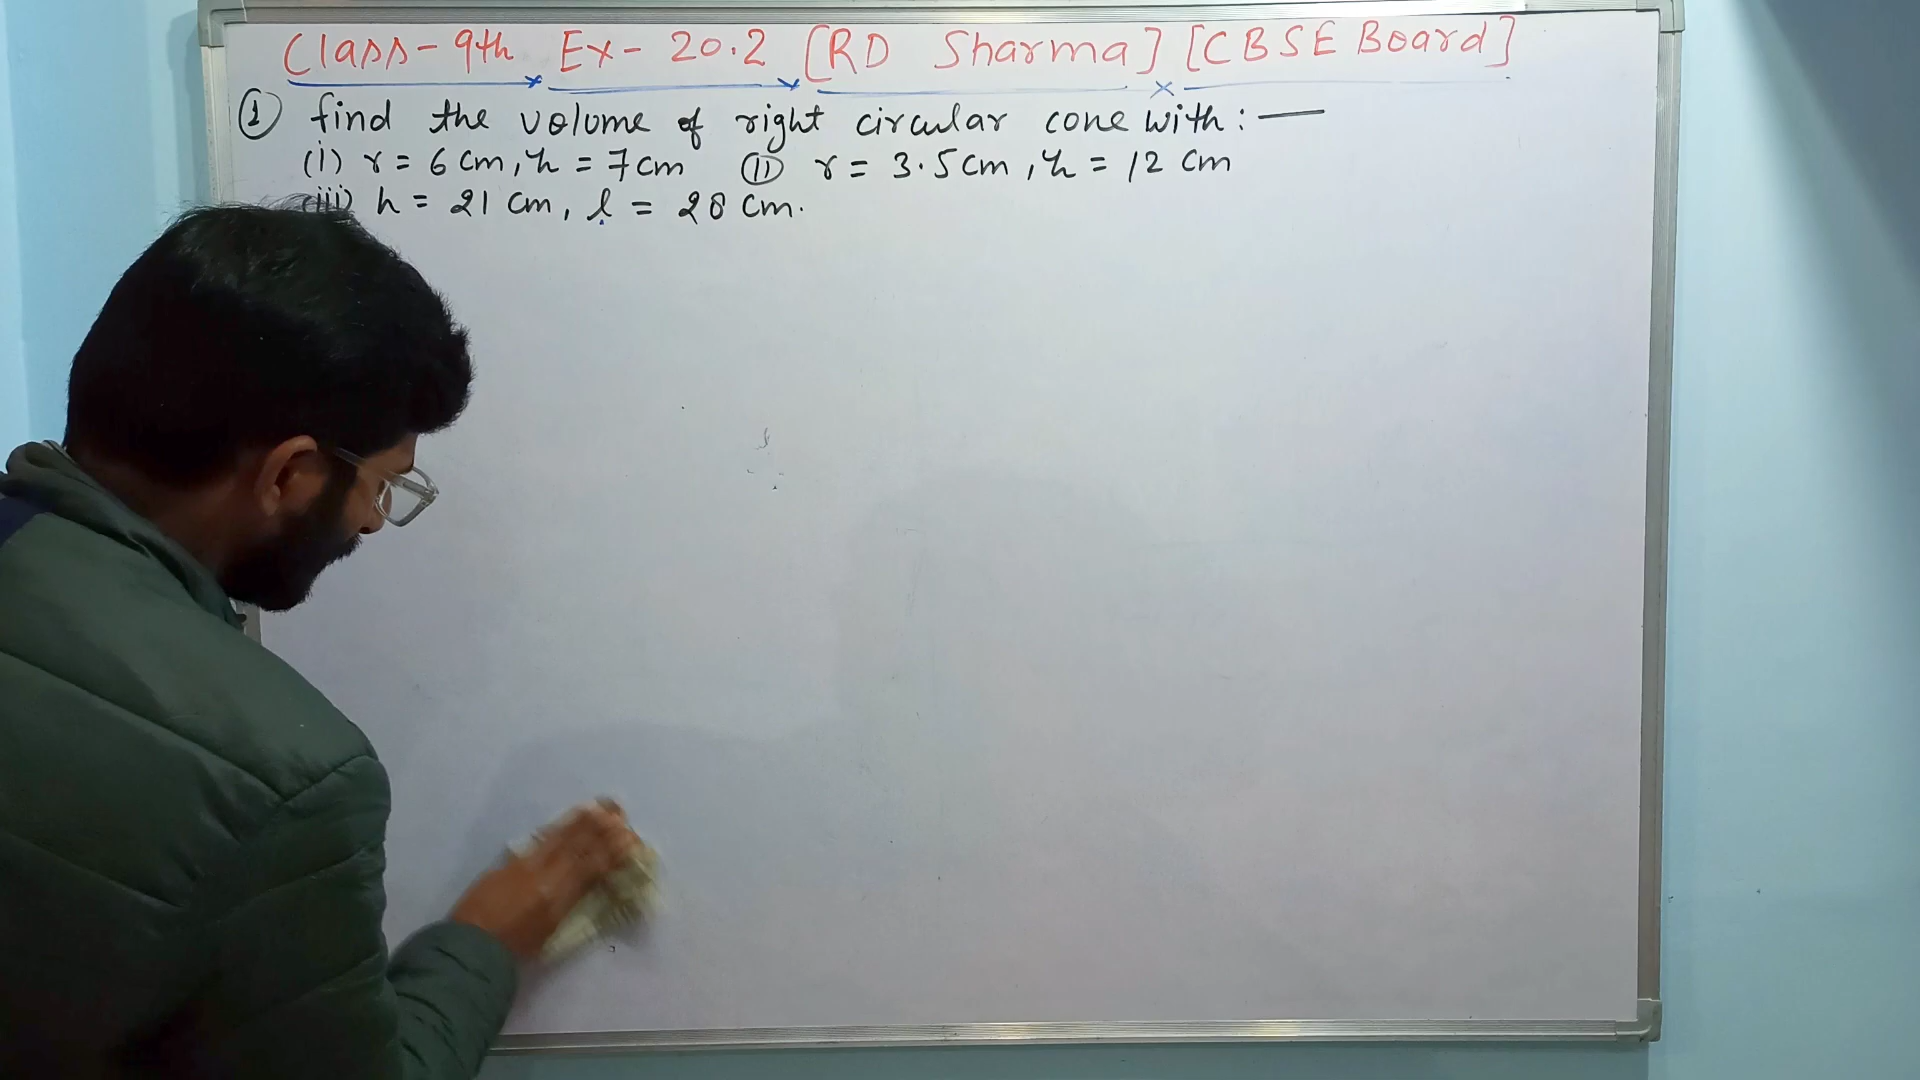 Class-9th Ex-20.2 [RD Sharma] [CBSE Board]
① find the volume of right circular cone with:—
(i) r = 6 cm, h = 7 cm (ii) r = 3.5 cm, h = 12 cm
(iii) h = 21 cm, l = 28 cm.